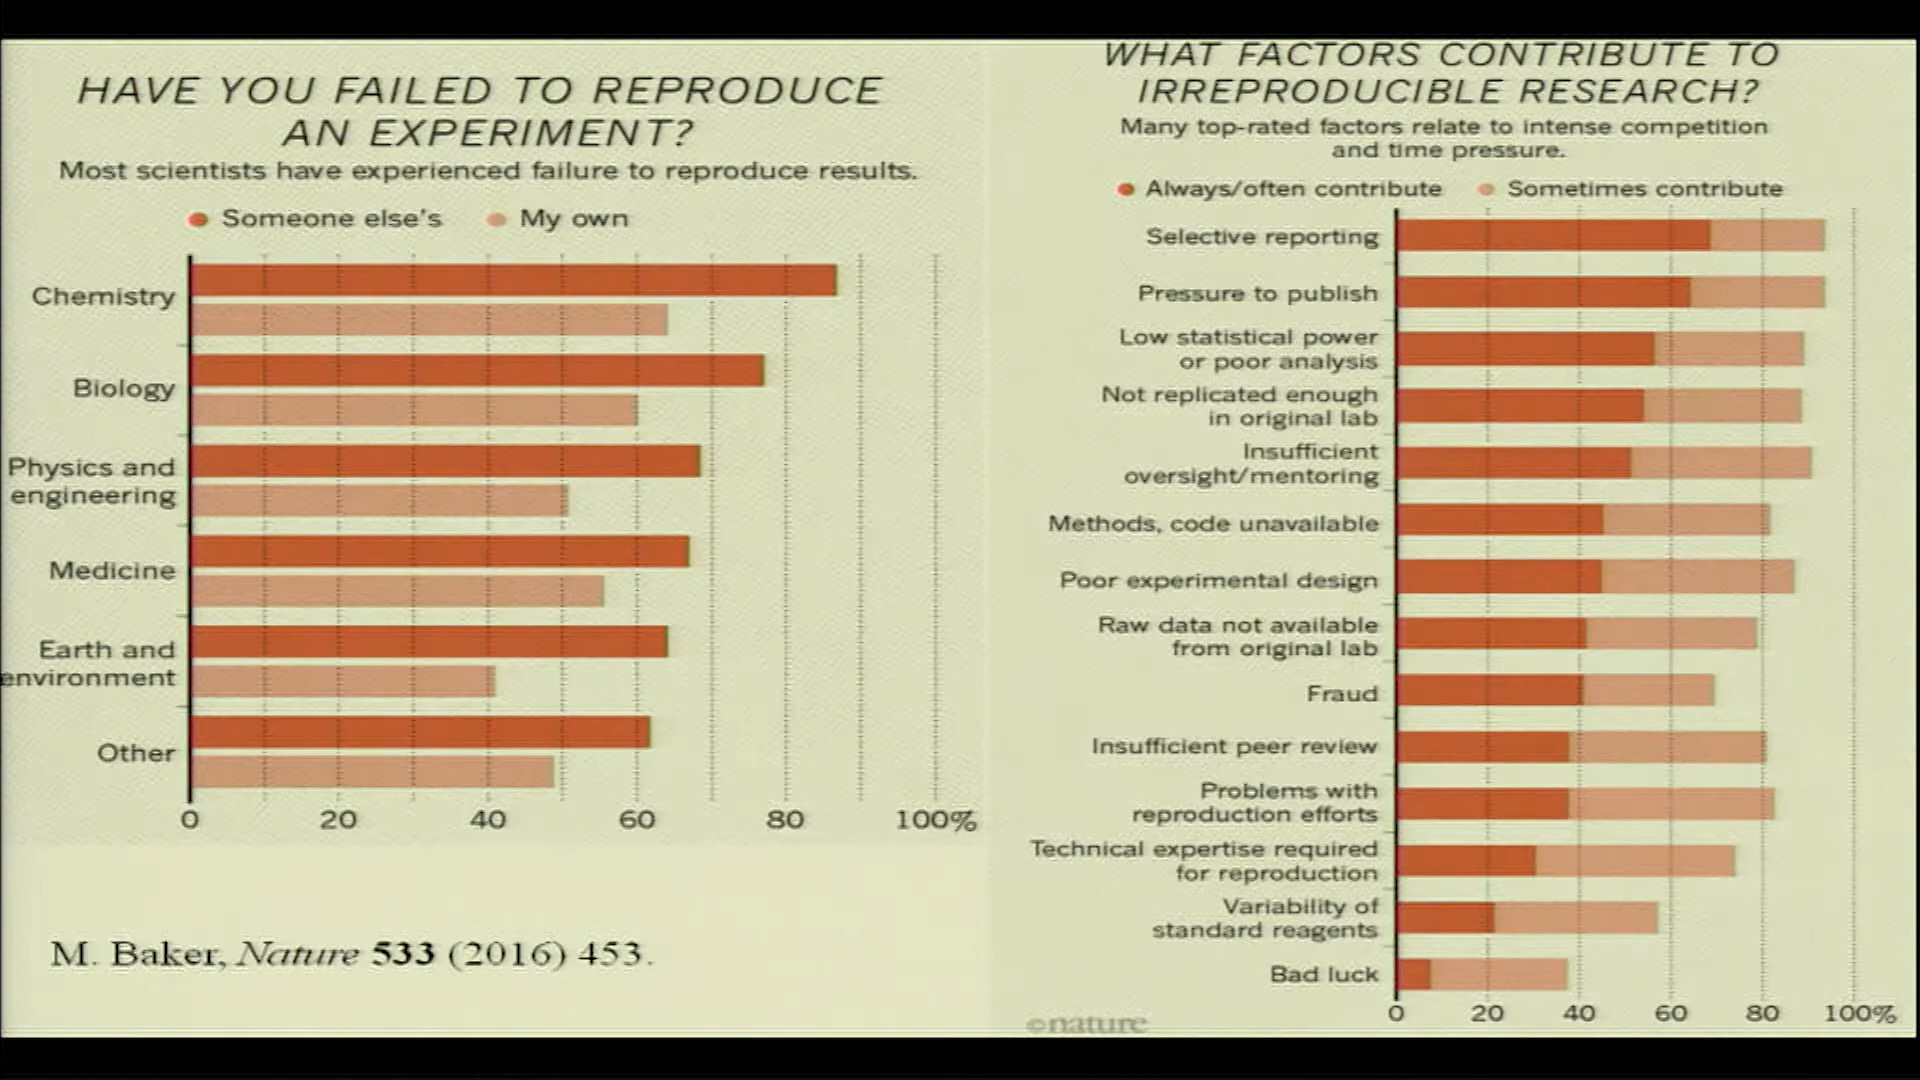 HAVE YOU FAILED TO REPRODUCE
AN EXPERIMENT?
Most scientists have experienced failure to reproduce results.
Someone else's My own
Chemistry
Biology
Physics and
engineering
Medicine
Earth and
environment
Other
0 20 40 60 80 100%
M. Baker, Nature 533 (2016) 453.
WHAT FACTORS CONTRIBUTE TO
IRREPRODUCIBLE RESEARCH?
Many top-rated factors relate to intense competition
and time pressure.
Always/often contribute Sometimes contribute
Selective reporting
Pressure to publish
Low statistical power
or poor analysis
Not replicated enough
in original lab
Insufficient
oversight/mentoring
Methods, code unavailable
Poor experimental design
Raw data not available
from original lab
Fraud
Insufficient peer review
Problems with
reproduction efforts
Technical expertise required
for reproduction
Variability of
standard reagents
Bad luck
0 20 40 60 80 100%
©nature